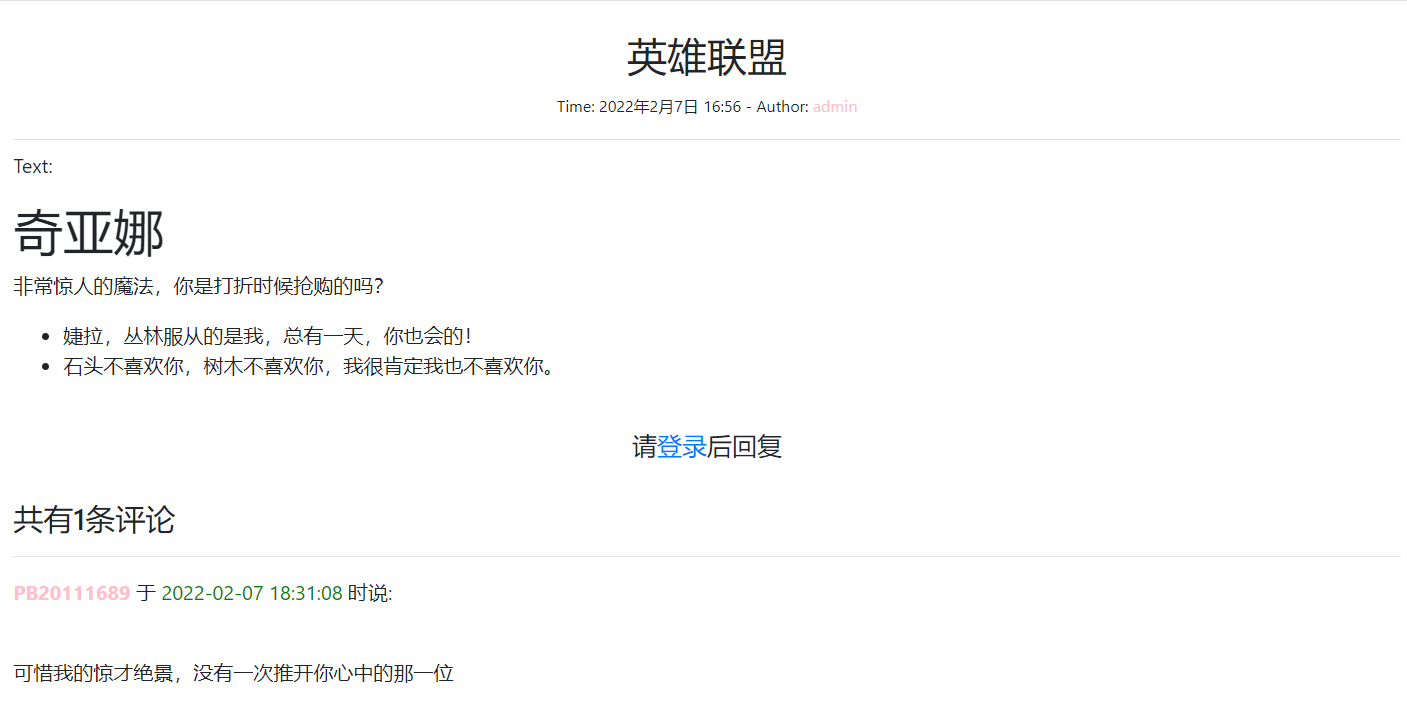 英雄联盟
Time: 2022年2月7日 16:56 - Author: admin
Text:
奇亚娜
非常惊人的魔法，你是打折时候抢购的吗？
婕拉，丛林服从的是我，总有一天，你也会的！
石头不喜欢你，树木不喜欢你，我很肯定我也不喜欢你。
请登录后回复
共有1条评论
PB20111689 于 2022-02-07 18:31:08 时说:
可惜我的惊才绝景，没有一次推开你心中的那一位